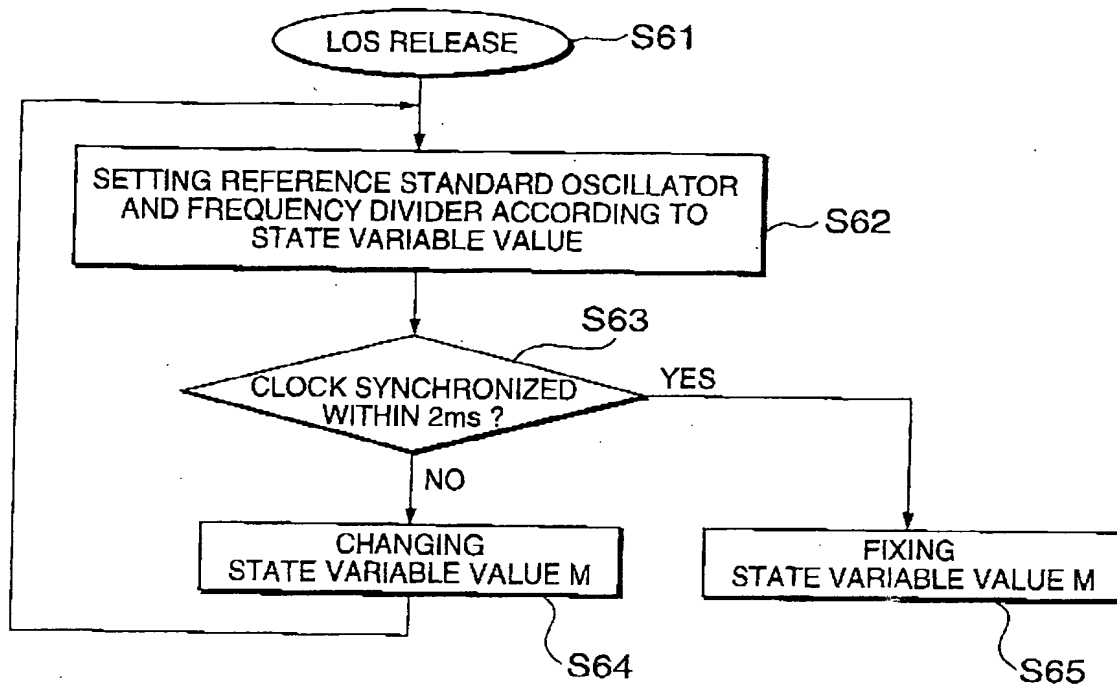 LOS RELEASE
S61
SETTING REFERENCE STANDARD OSCILLATOR
AND FREQUENCY DIVIDER ACCORDING TO
STATE VARIABLE VALUE
S62
S63
CLOCK SYNCHRONIZED
WITHIN 2ms ?
YES
NO
CHANGING
STATE VARIABLE VALUE M
S64
FIXING
STATE VARIABLE VALUE M
S65